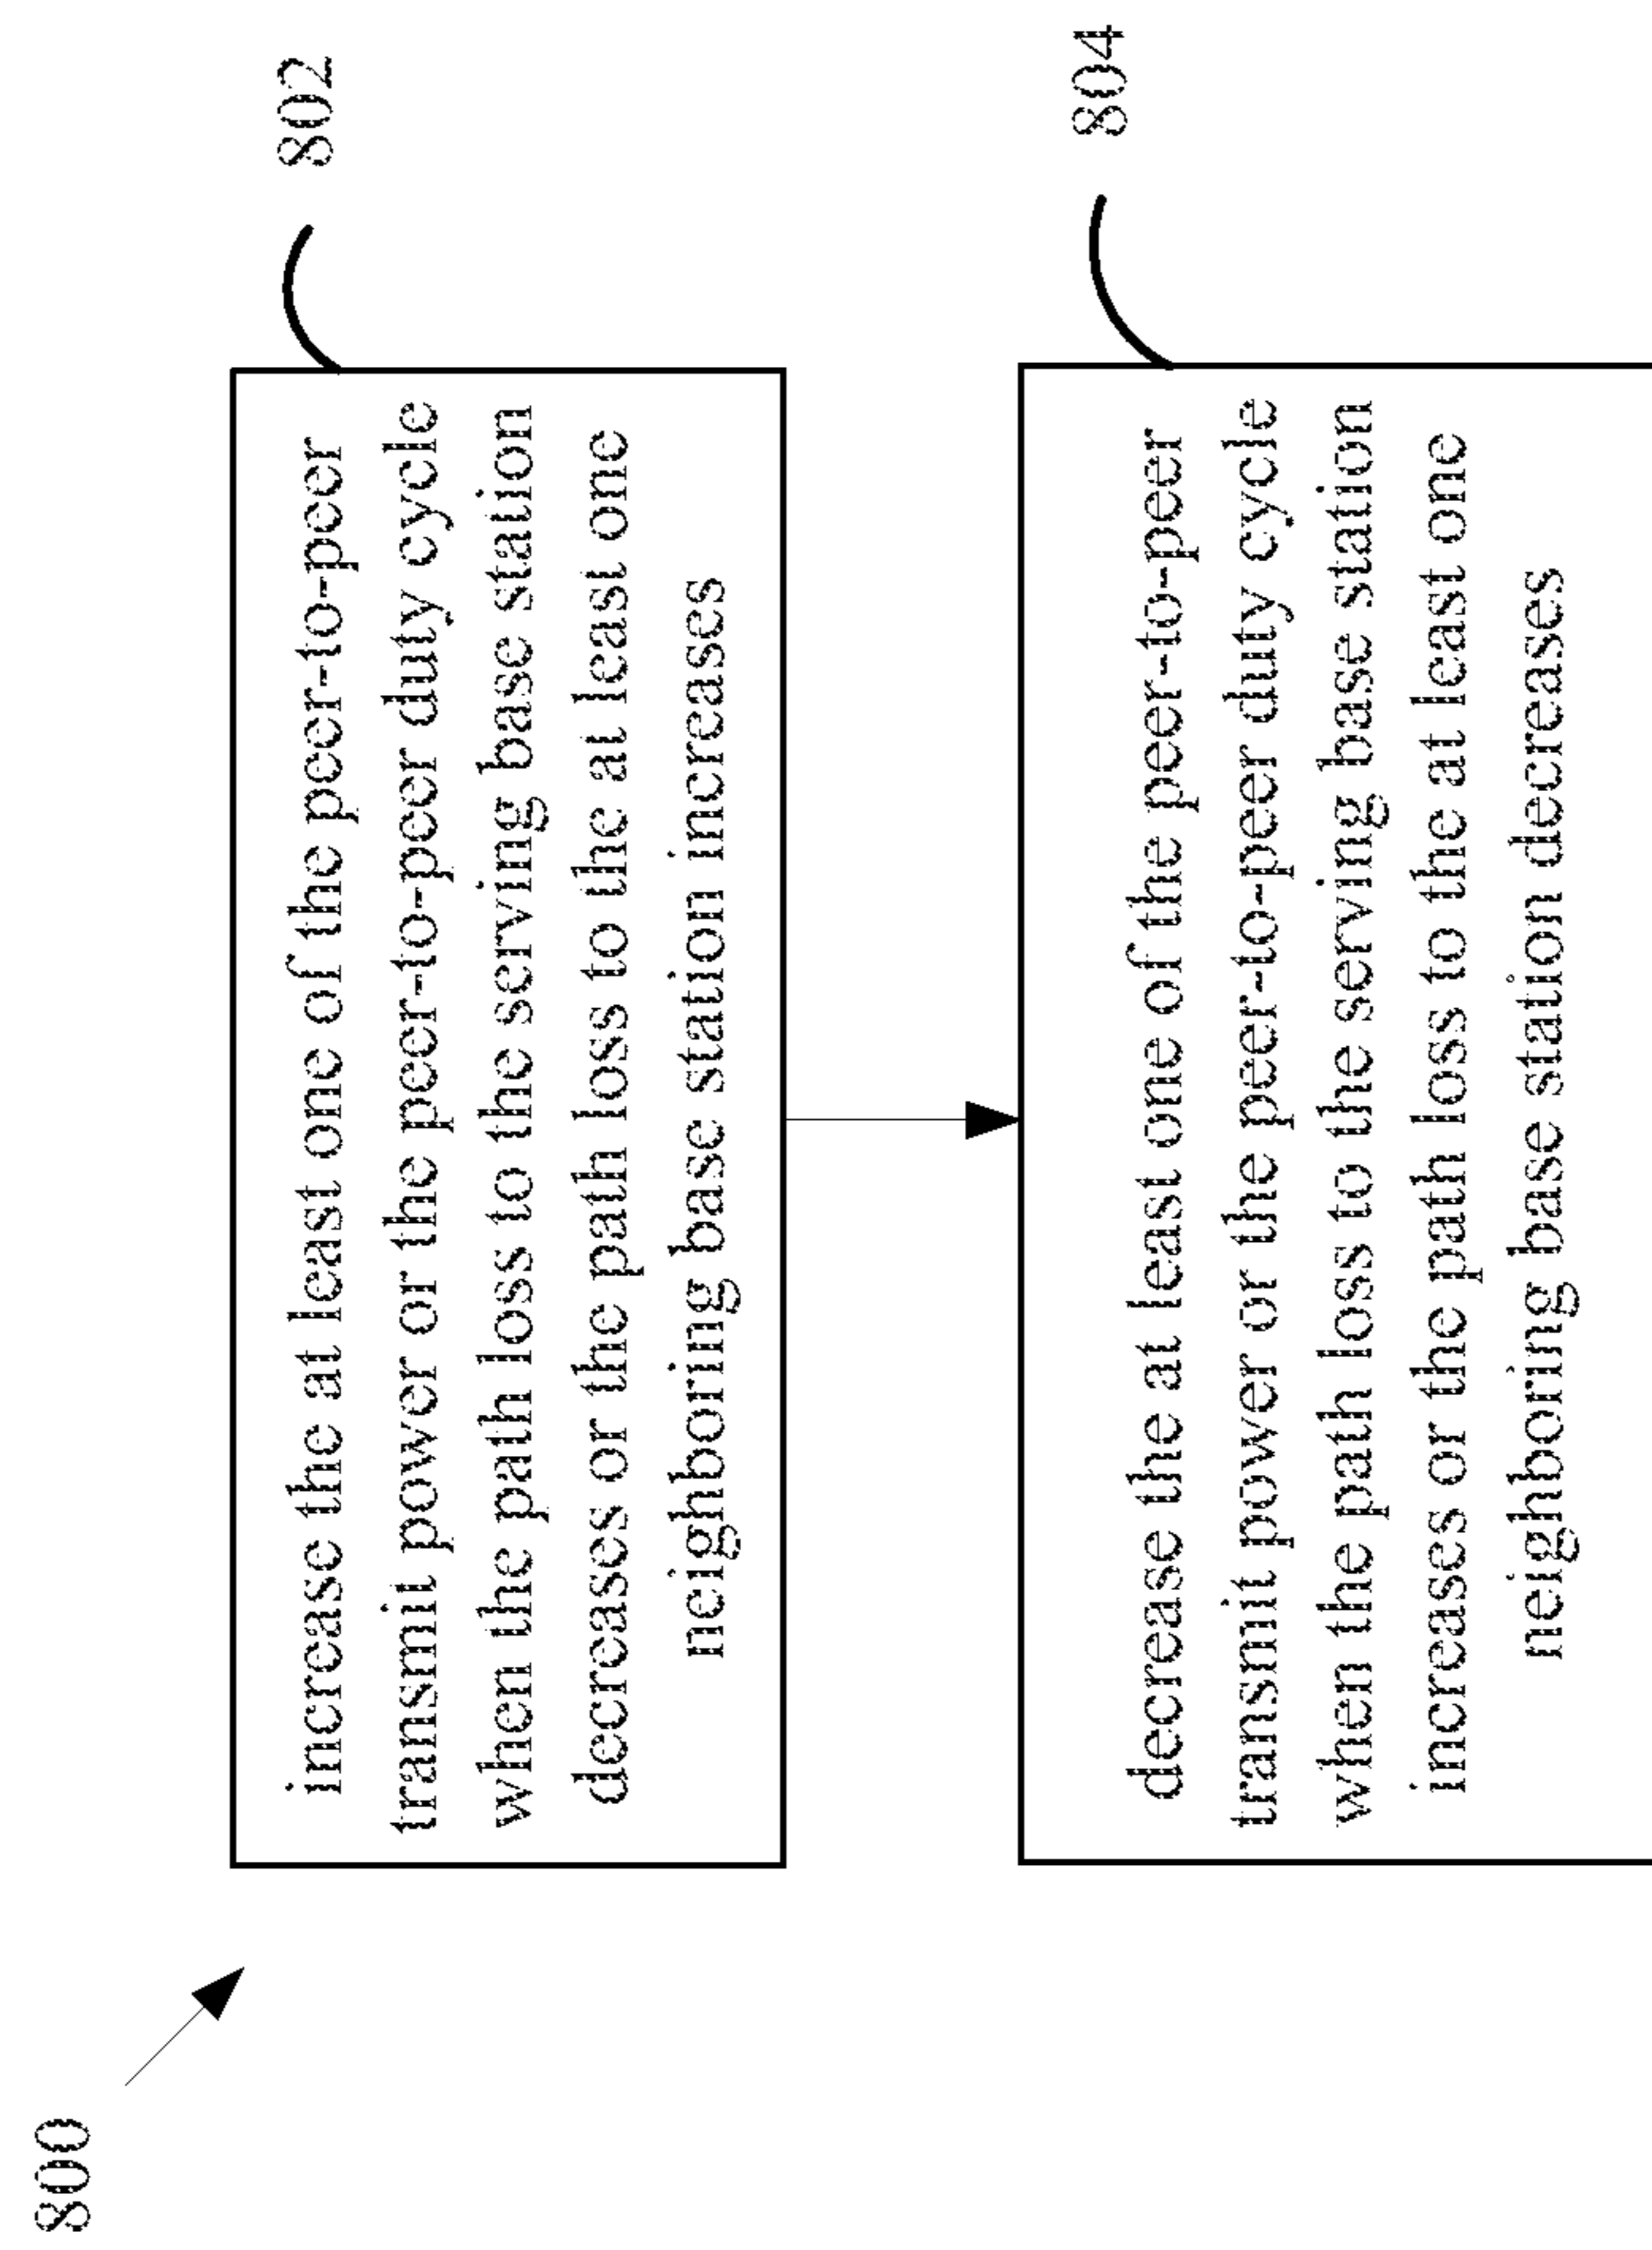 800
802
increase the at least one of the peer-to-peer
transmit power or the peer-to-peer duty cycle
when the path loss to the serving base station
decreases or the path loss to the at least one
neighboring base station increases
804
decrease the at least one of the peer-to-peer
transmit power or the peer-to-peer duty cycle
when the path loss to the serving base station
increases or the path loss to the at least one
neighboring base station decreases